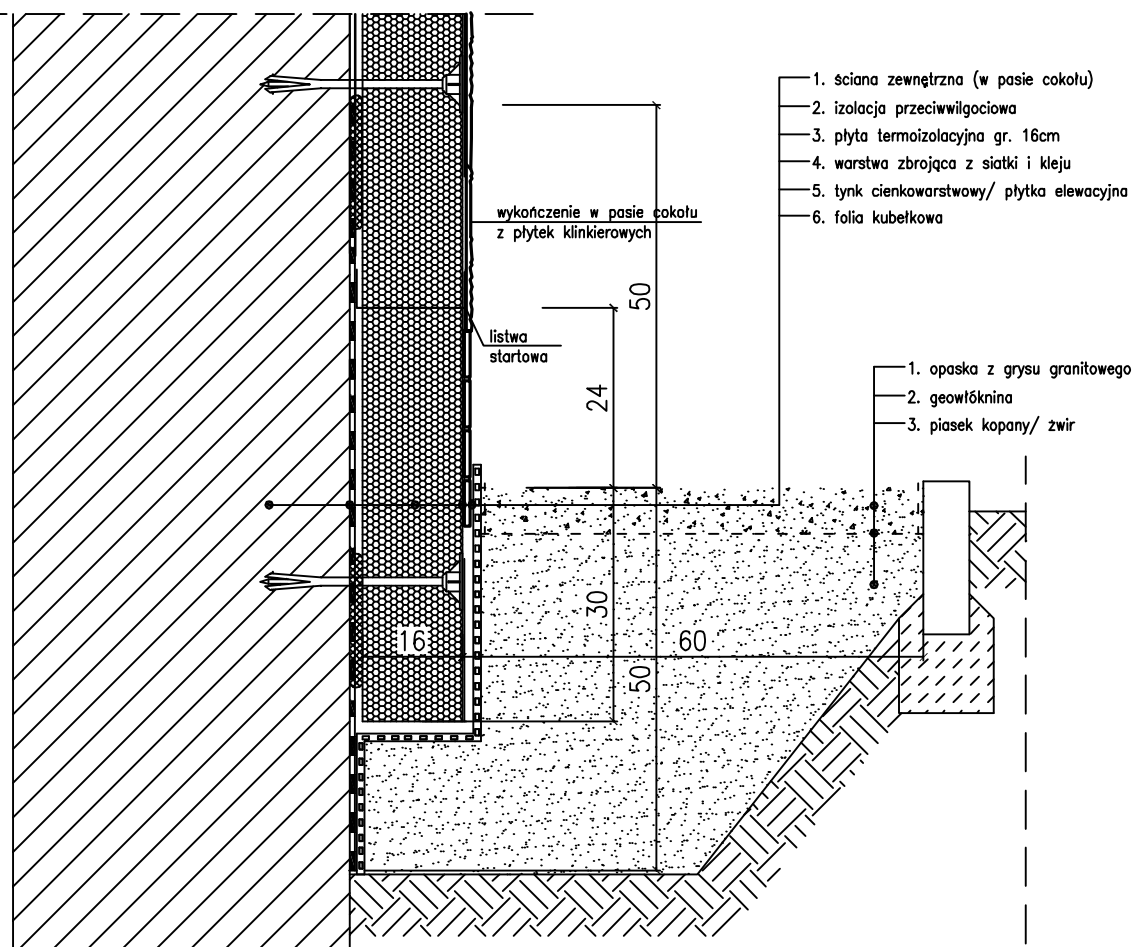 1. ściana zewnętrzna (w pasie cokołu)
2. izolacja przeciwwilgociowa
3. płyta termoizolacyjna gr. 16cm
4. warstwa zbrojąca z siatki i kleju
5. tynk cienkowarstwowy/ płytka elewacyjna
6. folia kubełkowa
wykończenie w pasie cokołu
z płytek klinkierowych
50
listwa
startowa
24
1. opaska z grysu granitowego
2. geowłóknina
3. piasek kopany/ żwir
30
16
60
50